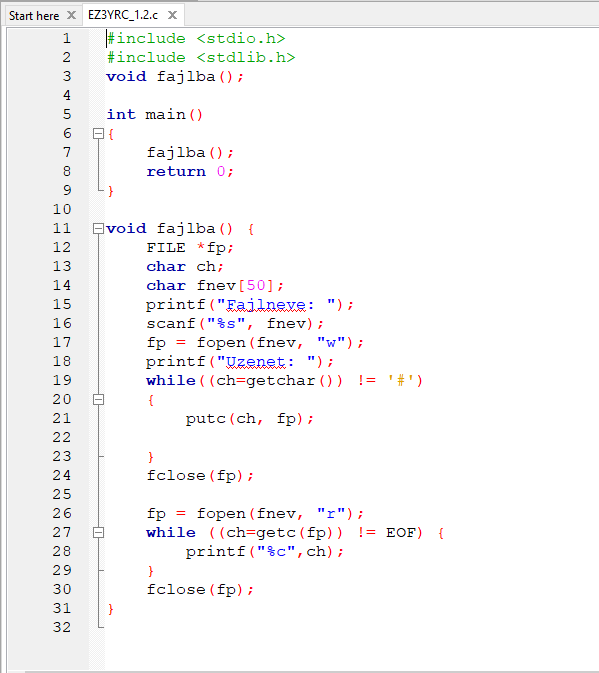 Start here X EZ3YRC_1.2.c X
1 #include <stdio.h>
2 #include <stdlib.h>
3 void fajlba();
4
5 int main()
6 {
7 fajlba();
8 return 0;
9 }
10
11 void fajlba() {
12 FILE *fp;
13 char ch;
14 char fnev[50];
15 printf("Fajlneve: ");
16 scanf("%s", fnev);
17 fp = fopen(fnev, "w");
18 printf("Uzenet: ");
19 while((ch=getchar()) != '#')
20 {
21 putc(ch, fp);
22
23 }
24 fclose(fp);
25
26 fp = fopen(fnev, "r");
27 while ((ch=getc(fp)) != EOF) {
28 printf("%c",ch);
29 }
30 fclose(fp);
31 }
32